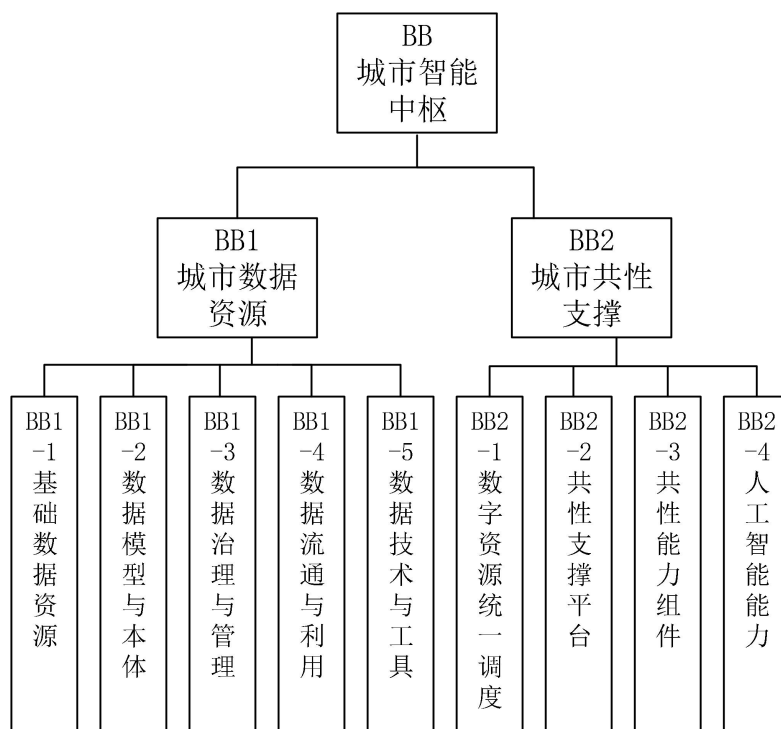 BB
城市智能
中枢
BB1
城市数据
资源
BB2
城市共性
支撑
BB1
-1基础数据资源
BB1
-2数据模型与本体
BB1
-3数据治理与管理
BB1
-4数据流通与利用
BB1
-5数据技术与工具
BB2
-1数字资源统一调度
BB2
-2共性支撑平台
BB2
-3共性能力组件
BB2
-4人工智能能力